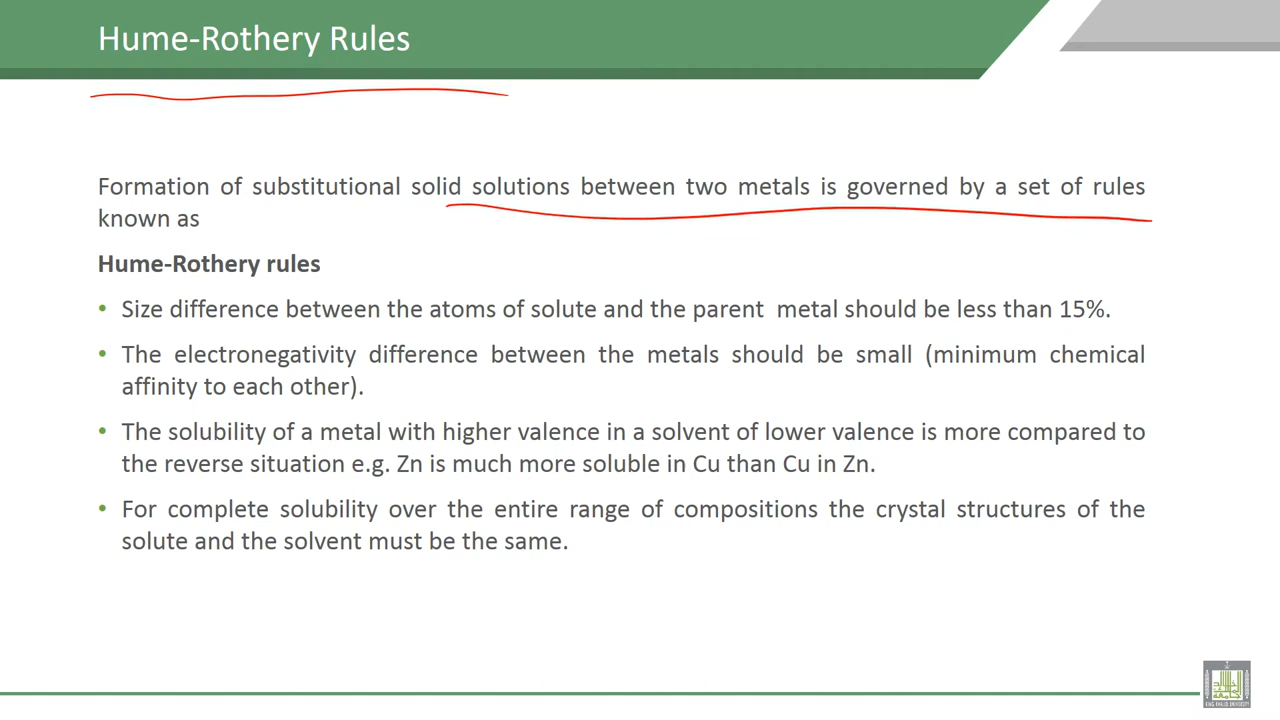 Hume-Rothery Rules
Formation of substitutional solid solutions between two metals is governed by a set of rules
known as
Hume-Rothery rules
• Size difference between the atoms of solute and the parent metal should be less than 15%.
• The electronegativity difference between the metals should be small (minimum chemical
affinity to each other).
• The solubility of a metal with higher valence in a solvent of lower valence is more compared to
the reverse situation e.g. Zn is much more soluble in Cu than Cu in Zn.
• For complete solubility over the entire range of compositions the crystal structures of the
solute and the solvent must be the same.
KING KHALID UNIVERSITY